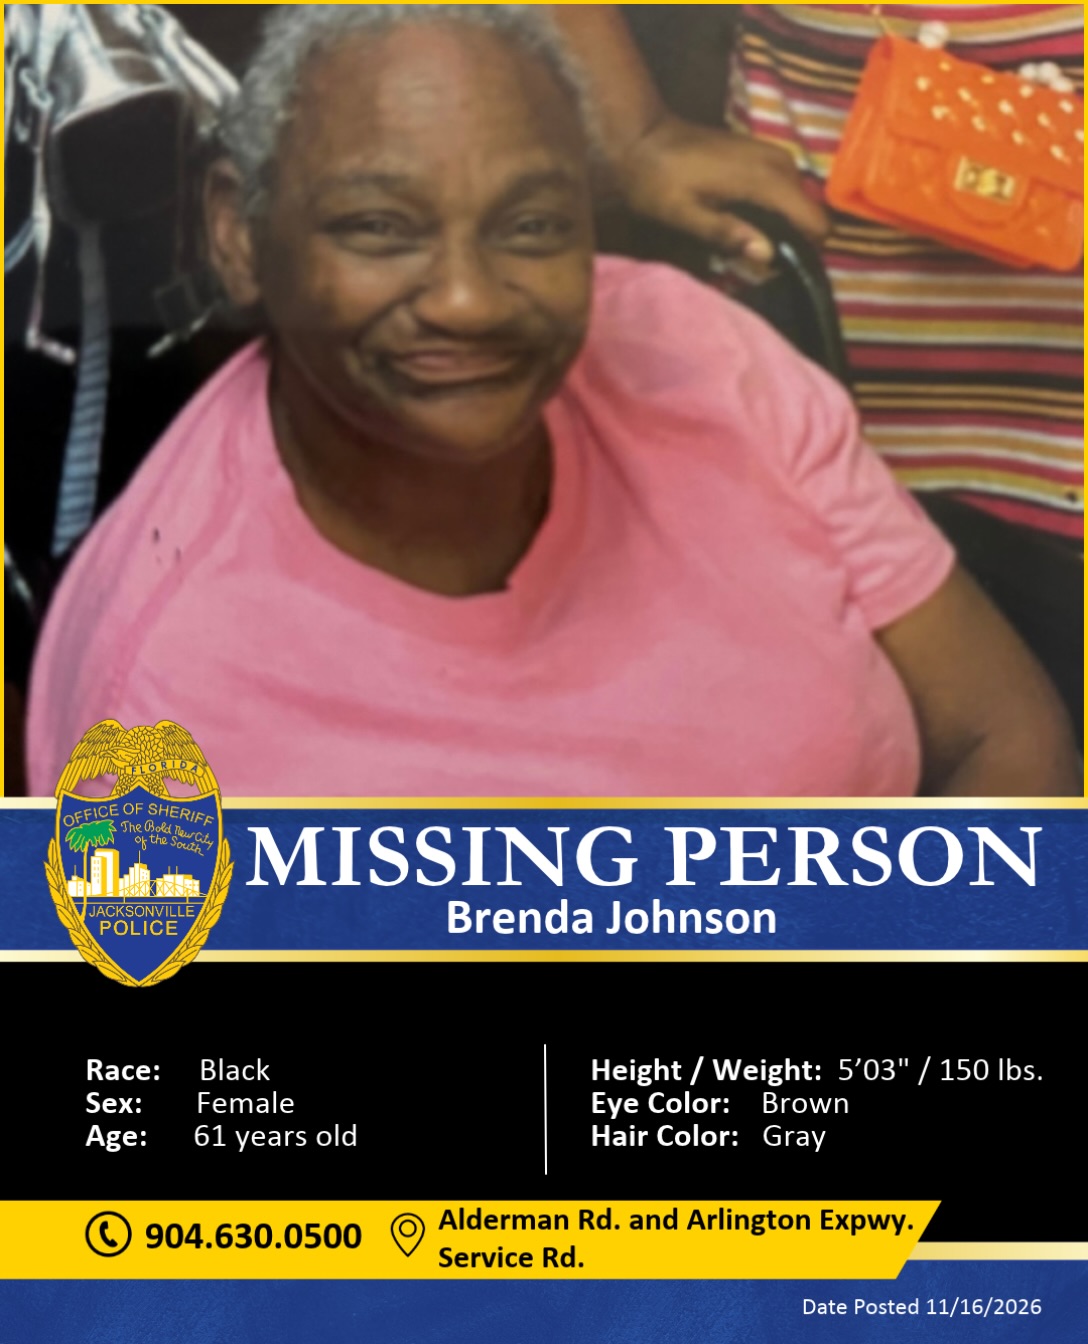 FLORIDA
OFFICE OF SHERIFF
The Bold New City
of the South
JACKSONVILLE
POLICE
MISSING PERSON
Brenda Johnson
Race: Black
Sex: Female
Age: 61 years old
Height / Weight: 5’03" / 150 lbs.
Eye Color: Brown
Hair Color: Gray
904.630.0500
Alderman Rd. and Arlington Expwy.
Service Rd.
Date Posted 11/16/2026